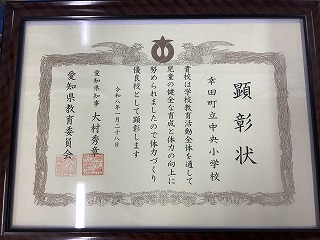 顕彰状
幸田町立中央小学校
貴校は学校教育活動全体を通して
児童の健全な育成と体力の向上に
努められましたので体力づくり
優良校として顕彰します
令和八年一月二十八日
愛知県知事 大村秀章
愛知県教育委員会